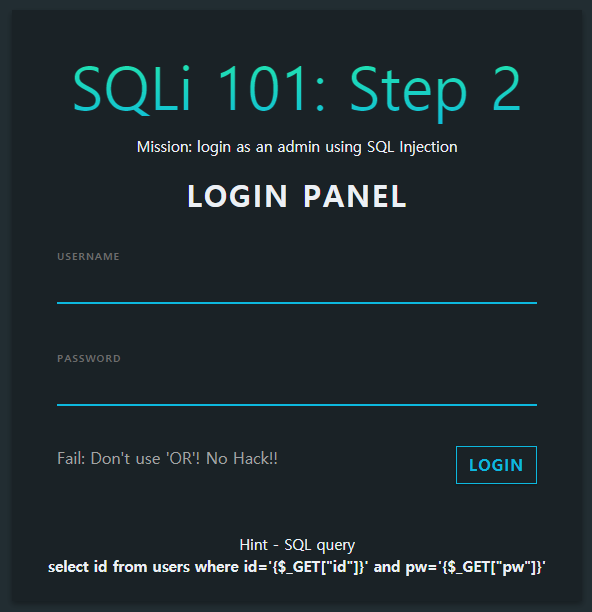 SQLi 101: Step 2
Mission: login as an admin using SQL Injection
LOGIN PANEL
USERNAME
PASSWORD
Fail: Don't use 'OR'! No Hack!!
LOGIN
Hint - SQL query
select id from users where id='{$_GET["id"]}' and pw='{$_GET["pw"]}'